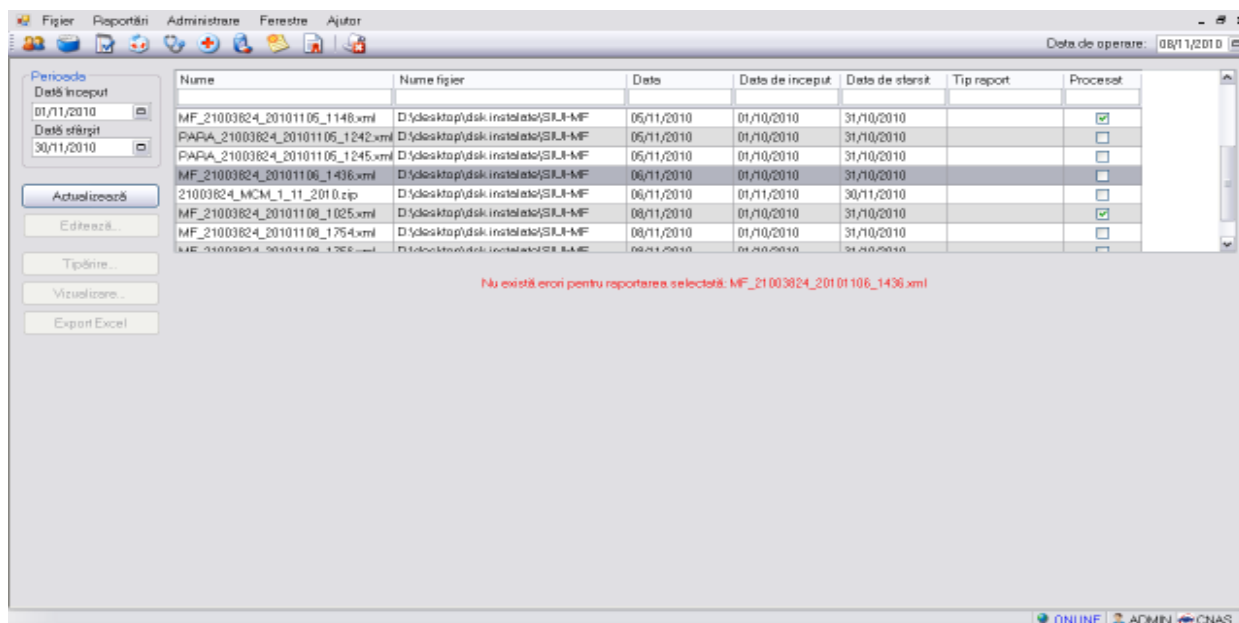 Fișier Raportări Administrare Ferestre Ajutor
Data de operare: 08/11/2010
Perioada
Dată început
01/11/2010
Dată sfârșit
30/11/2010
Actualizează
Editează...
Tipărire...
Vizualizare...
Export Excel
Nume Nume fișier Data Data de inceput Data de sfarsit Tip raport Procesat
MF_21003824_20101105_1148.xml D:\desktop\dsk instalate\SIUI-MF 05/11/2010 01/10/2010 31/10/2010
PARA_21003824_20101105_1242.xml D:\desktop\dsk instalate\SIUI-MF 05/11/2010 01/10/2010 31/10/2010
PARA_21003824_20101105_1245.xml D:\desktop\dsk instalate\SIUI-MF 05/11/2010 01/10/2010 31/10/2010
MF_21003824_20101106_1436.xml D:\desktop\dsk instalate\SIUI-MF 06/11/2010 01/10/2010 31/10/2010
21003824_MCM_1_11_2010.zip D:\desktop\dsk instalate\SIUI-MF 06/11/2010 01/11/2010 30/11/2010
MF_21003824_20101108_1025.xml D:\desktop\dsk instalate\SIUI-MF 08/11/2010 01/10/2010 31/10/2010
MF_21003824_20101108_1754.xml D:\desktop\dsk instalate\SIUI-MF 08/11/2010 01/10/2010 31/10/2010
Nu există erori pentru raportarea selectată: MF_21003824_20101106_1436.xml
ONLINE ADMIN CNAS